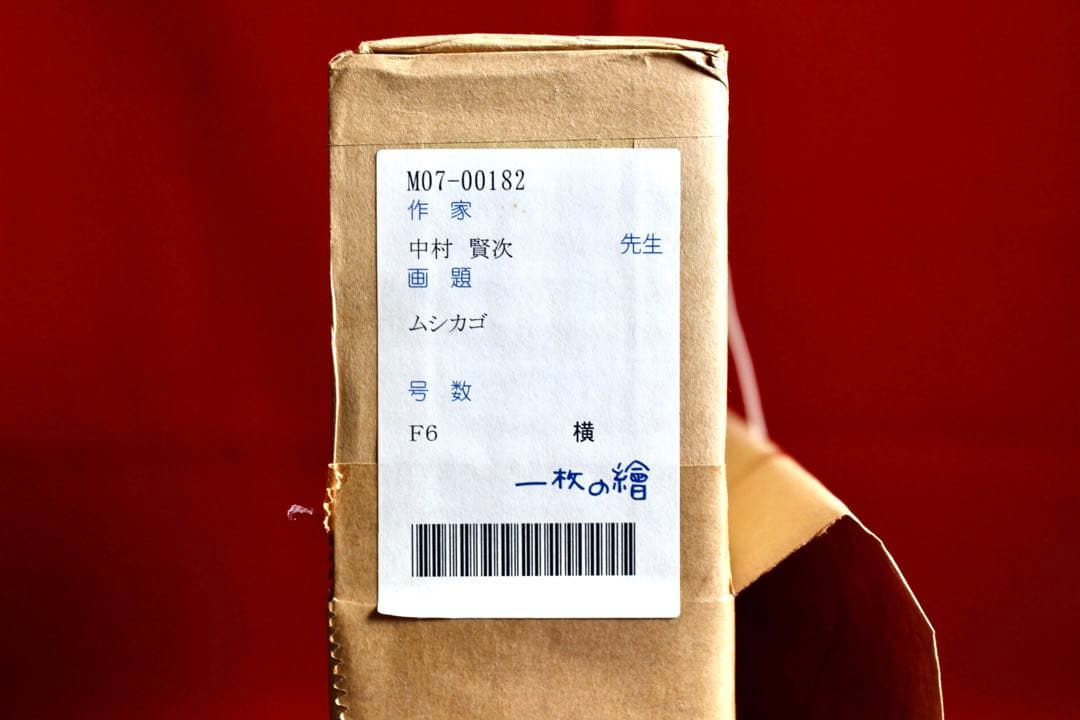 M07-00182
作 家
中村 賢次 先生
画 題
ムシカゴ
号 数
F6 横
一枚の繪